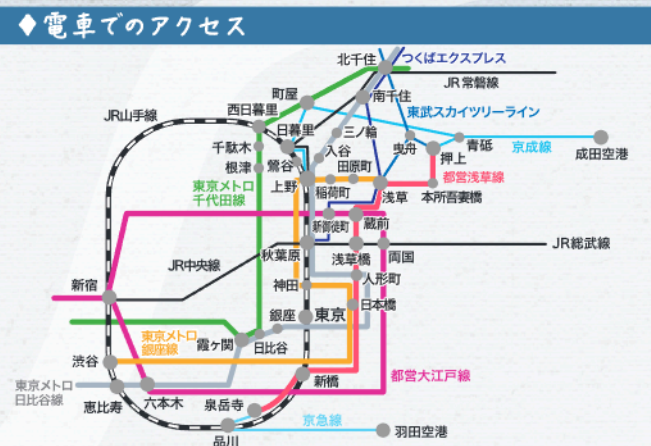 ◆電車でのアクセス
北千住
つくばエクスプレス
JR常磐線
町屋
南千住
JR山手線
西日暮里
東武スカイツリーライン
日暮里
三ノ輪
千駄木
入谷
曳舟
青砥
京成線
成田空港
鶯谷
田原町
押上
根津
上野
稲荷町
浅草
都営浅草線
本所吾妻橋
東京メトロ
千代田線
新御徒町
蔵前
秋葉原
浅草橋
両国
JR総武線
JR中央線
新宿
神田
人形町
日本橋
銀座
東京
東京メトロ
銀座線
霞ヶ関
日比谷
渋谷
新橋
都営大江戸線
東京メトロ
日比谷線
恵比寿
六本木
泉岳寺
京急線
品川
羽田空港